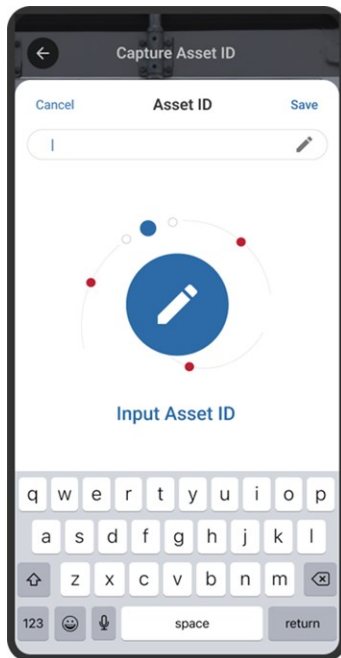 Capture Asset ID
Cancel Asset ID Save
Input Asset ID
q w e r t y u i o p
a s d f g h j k l
z x c v b n m
123 space return